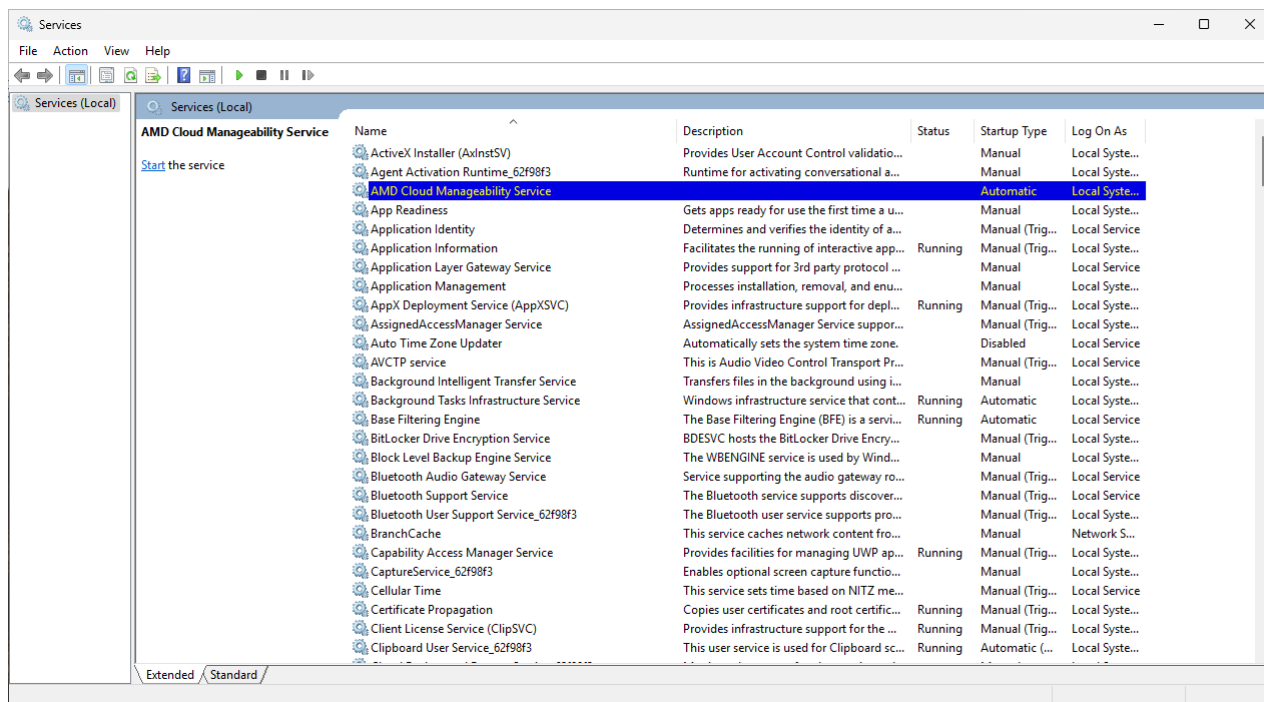 Services
File Action View Help
Services (Local)
Services (Local)
AMD Cloud Manageability Service
Start the service
Name Description Status Startup Type Log On As
ActiveX Installer (AxInstSV) Provides User Account Control validatio... Manual Local Syste...
Agent Activation Runtime_62f98f3 Runtime for activating conversational a... Manual Local Syste...
AMD Cloud Manageability Service Automatic Local Syste...
App Readiness Gets apps ready for use the first time a u... Manual Local Syste...
Application Identity Determines and verifies the identity of a... Manual (Trig... Local Service
Application Information Facilitates the running of interactive app... Running Manual (Trig... Local Syste...
Application Layer Gateway Service Provides support for 3rd party protocol ... Manual Local Service
Application Management Processes installation, removal, and enu... Manual Local Syste...
AppX Deployment Service (AppXSVC) Provides infrastructure support for depl... Running Manual (Trig... Local Syste...
AssignedAccessManager Service AssignedAccessManager Service suppor... Manual (Trig... Local Syste...
Auto Time Zone Updater Automatically sets the system time zone. Disabled Local Service
AVCTP service This is Audio Video Control Transport Pr... Manual (Trig... Local Service
Background Intelligent Transfer Service Transfers files in the background using i... Manual Local Syste...
Background Tasks Infrastructure Service Windows infrastructure service that cont... Running Automatic Local Syste...
Base Filtering Engine The Base Filtering Engine (BFE) is a servi... Running Automatic Local Service
BitLocker Drive Encryption Service BDESVC hosts the BitLocker Drive Encry... Manual (Trig... Local Syste...
Block Level Backup Engine Service The WBENGINE service is used by Wind... Manual Local Syste...
Bluetooth Audio Gateway Service Service supporting the audio gateway ro... Manual (Trig... Local Service
Bluetooth Support Service The Bluetooth service supports discover... Manual (Trig... Local Service
Bluetooth User Support Service_62f98f3 The Bluetooth user service supports pro... Manual (Trig... Local Syste...
BranchCache This service caches network content fro... Manual Network S...
Capability Access Manager Service Provides facilities for managing UWP ap... Running Manual (Trig... Local Syste...
CaptureService_62f98f3 Enables optional screen capture functio... Manual Local Syste...
Cellular Time This service sets time based on NITZ me... Manual (Trig... Local Service
Certificate Propagation Copies user certificates and root certific... Running Manual (Trig... Local Syste...
Client License Service (ClipSVC) Provides infrastructure support for the ... Running Manual (Trig... Local Syste...
Clipboard User Service_62f98f3 This user service is used for Clipboard sc... Running Automatic (... Local Syste...
Extended Standard